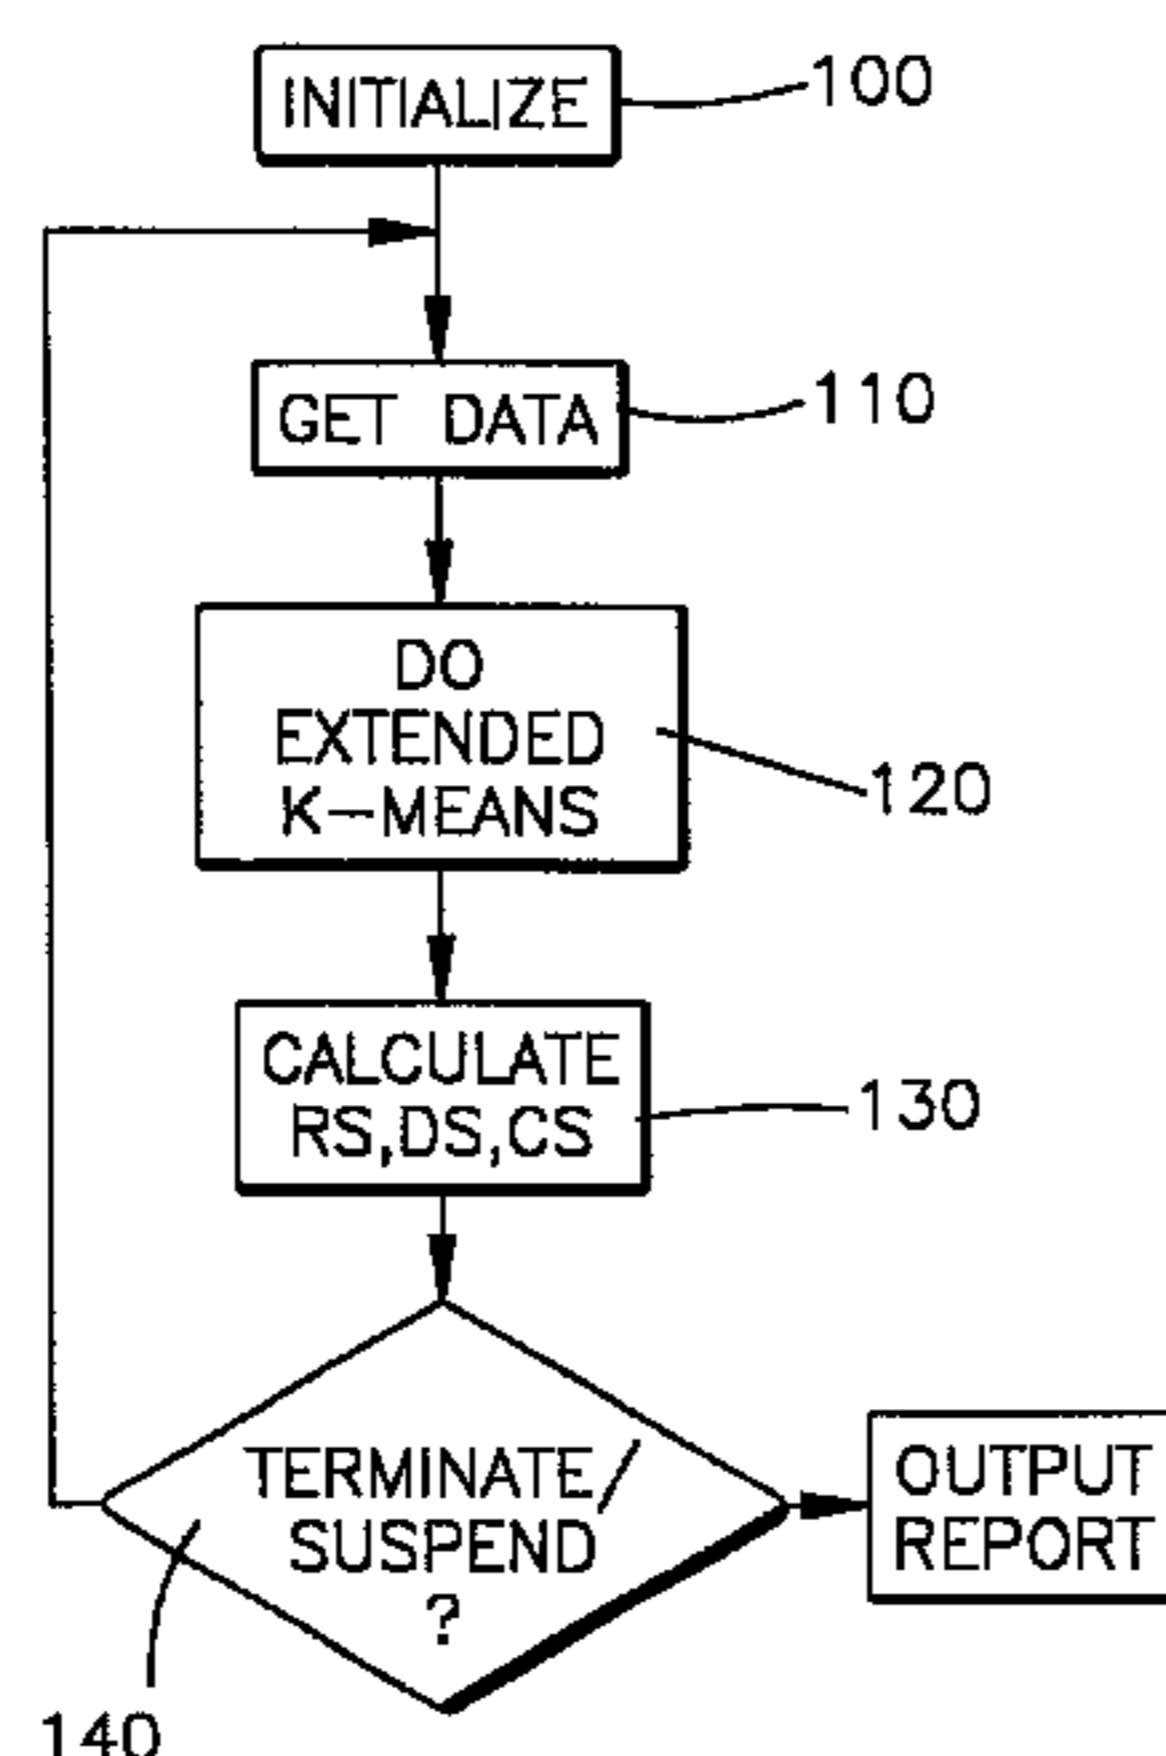 INITIALIZE
100
GET DATA
110
DO
EXTENDED
K-MEANS
120
CALCULATE
RS,DS,CS
130
TERMINATE/
SUSPEND
?
140
OUTPUT
REPORT